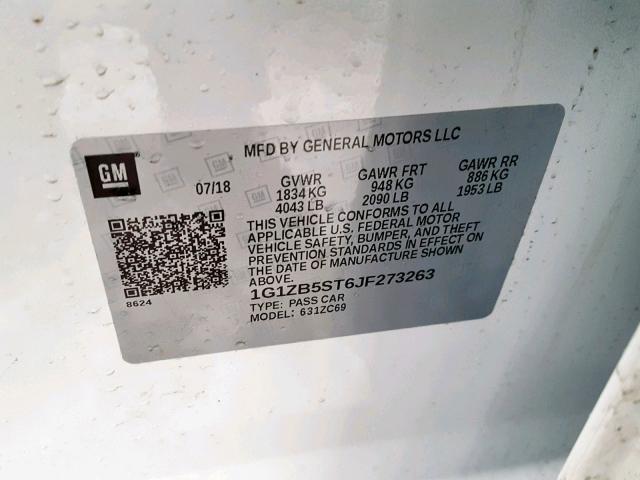 MFD BY GENERAL MOTORS LLC
GM
07/18
GVWR
1834 KG
4043 LB
GAWR FRT
948 KG
2090 LB
GAWR RR
886 KG
1953 LB
THIS VEHICLE CONFORMS TO ALL
APPLICABLE U.S. FEDERAL MOTOR
VEHICLE SAFETY, BUMPER, AND THEFT
PREVENTION STANDARDS IN EFFECT ON
THE DATE OF MANUFACTURE SHOWN
ABOVE.
1G1ZB5ST6JF273263
TYPE: PASS CAR
MODEL: 631ZC69
8624